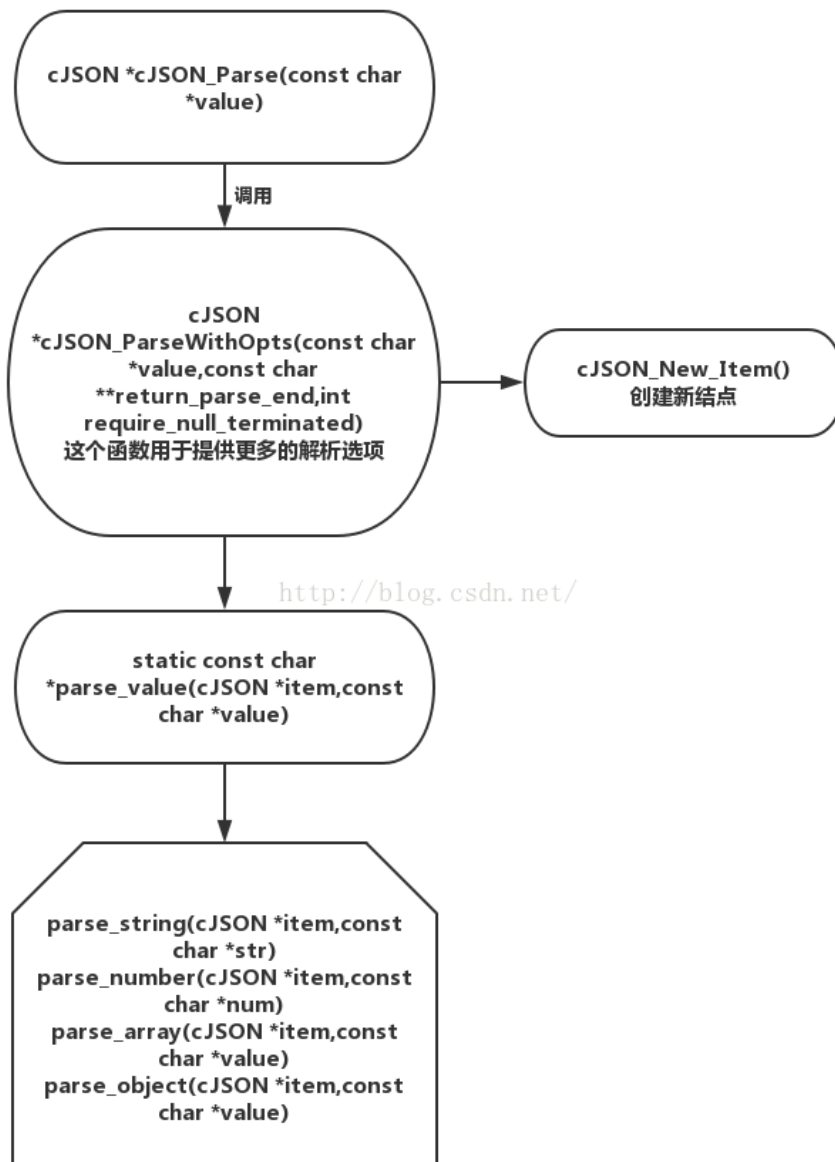 cJSON *cJSON_Parse(const char
*value)
调用
cJSON
*cJSON_ParseWithOpts(const char
*value,const char
**return_parse_end,int
require_null_terminated)
这个函数用于提供更多的解析选项
cJSON_New_Item()
创建新结点
http://blog.csdn.net/
static const char
*parse_value(cJSON *item,const
char *value)
parse_string(cJSON *item,const
char *str)
parse_number(cJSON *item,const
char *num)
parse_array(cJSON *item,const
char *value)
parse_object(cJSON *item,const
char *value)